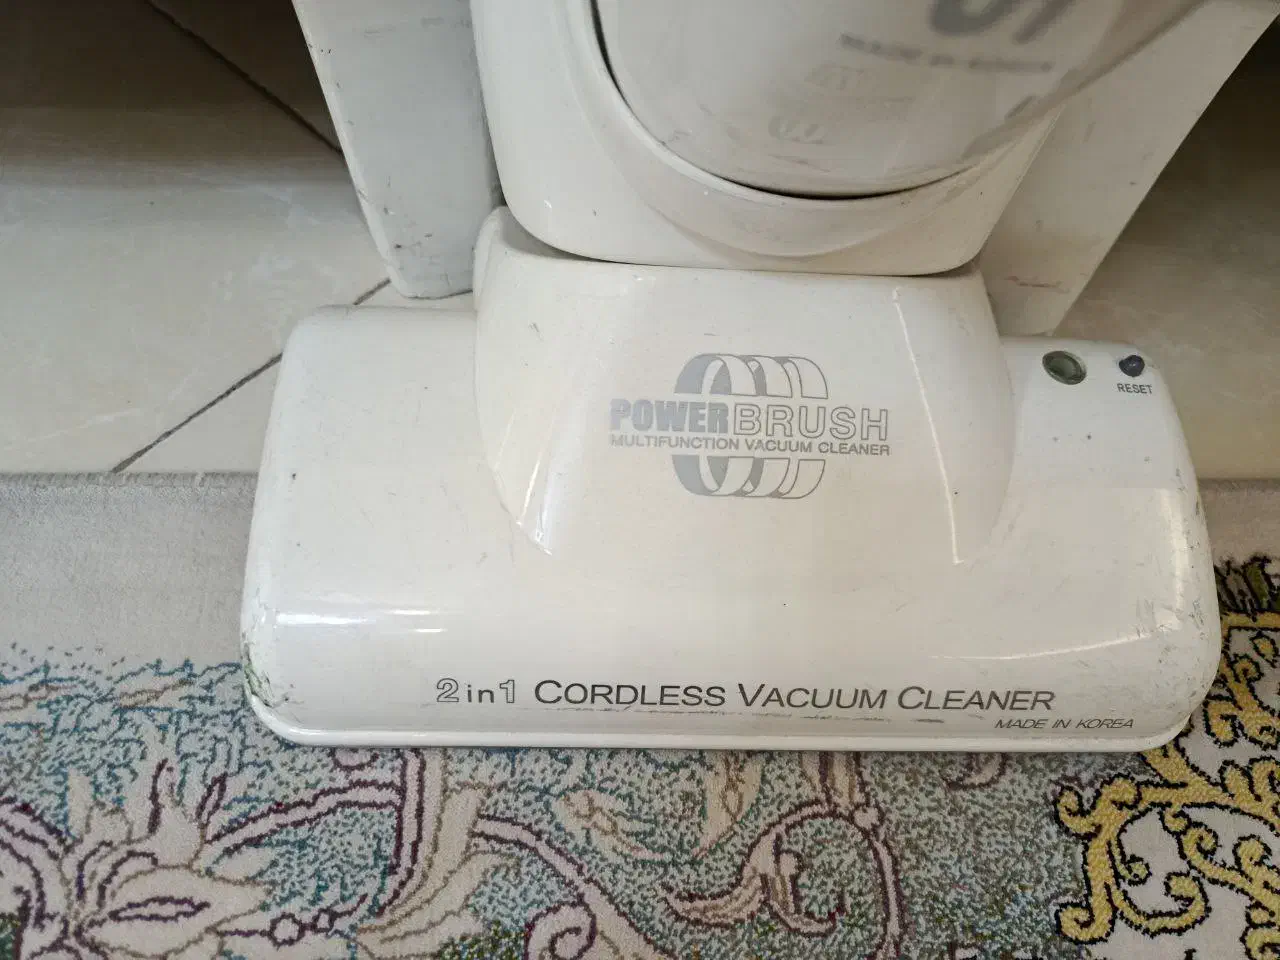 POWERBRUSH
MULTIFUNCTION VACUUM CLEANER
RESET
2in1 CORDLESS VACUUM CLEANER
MADE IN KOREA